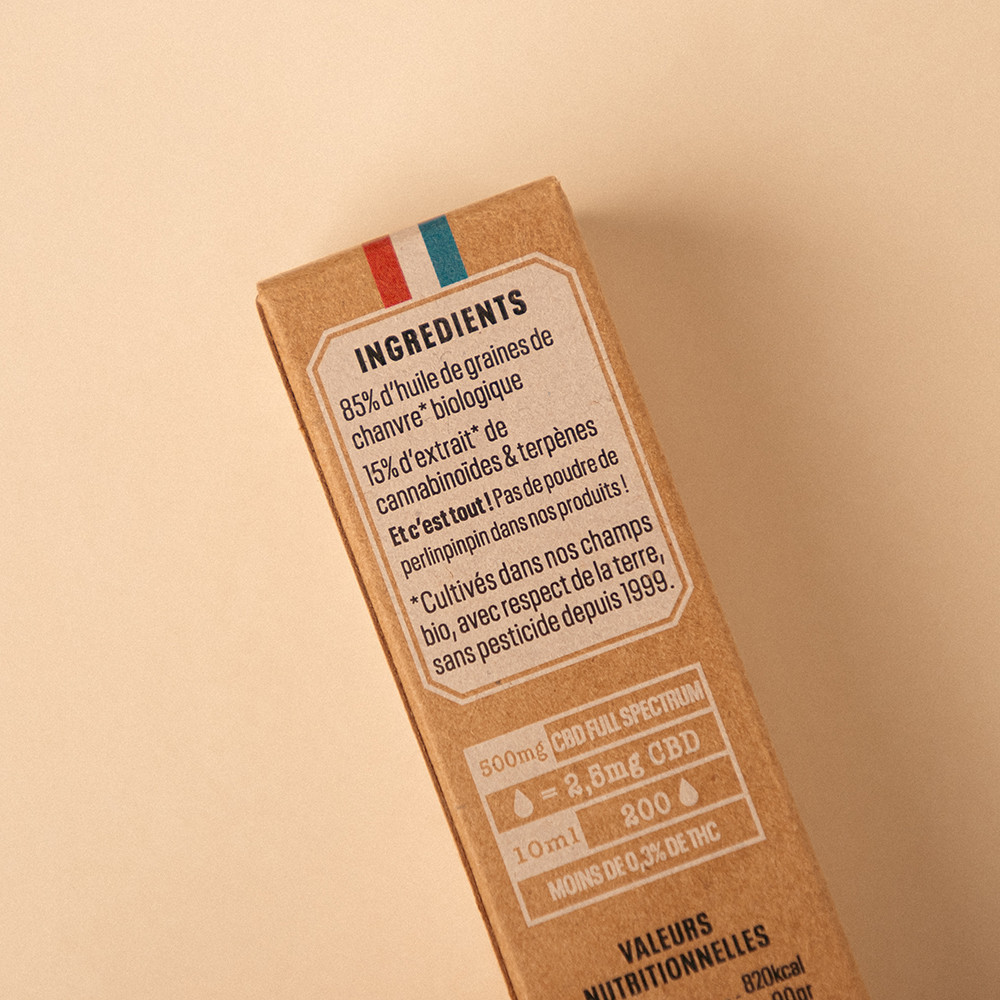 INGREDIENTS
85% d'huile de graines de
chanvre* biologique
15% d'extrait* de
cannabinoïdes & terpènes
Et c'est tout ! Pas de poudre de
perlinpinpin dans nos produits !
*Cultivés dans nos champs
bio, avec respect de la terre,
sans pesticide depuis 1999.
500mg CBD FULL SPECTRUM
= 2,5mg CBD
10ml 200
MOINS DE 0,3% DE THC
VALEURS
NUTRITIONNELLES
820kcal